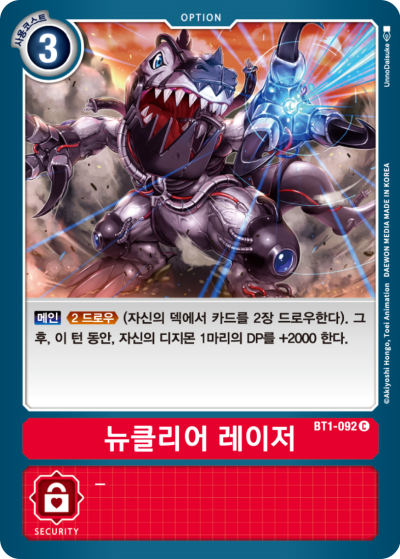 OPTION
사용코스트
3
UnnoDaisuke
©Akiyoshi Hongo, Toei Animation DAEWON MEDIA MADE IN KOREA
메인 2 드로우 (자신의 덱에서 카드를 2장 드로우한다). 그
후, 이 턴 동안, 자신의 디지몬 1마리의 DP를 +2000 한다.
BT1-092 C
뉴클리어 레이저
–
SECURITY